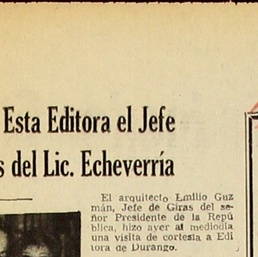 Esta Editora el Jefe
s del Lic. Echeverría
El arquitecto Emilio Guz
mán, Jefe de Giras del se-
ñor Presidente de la Repú
blica, hizo ayer al mediodía
una visita de cortesía a Edi
tora de Durango.